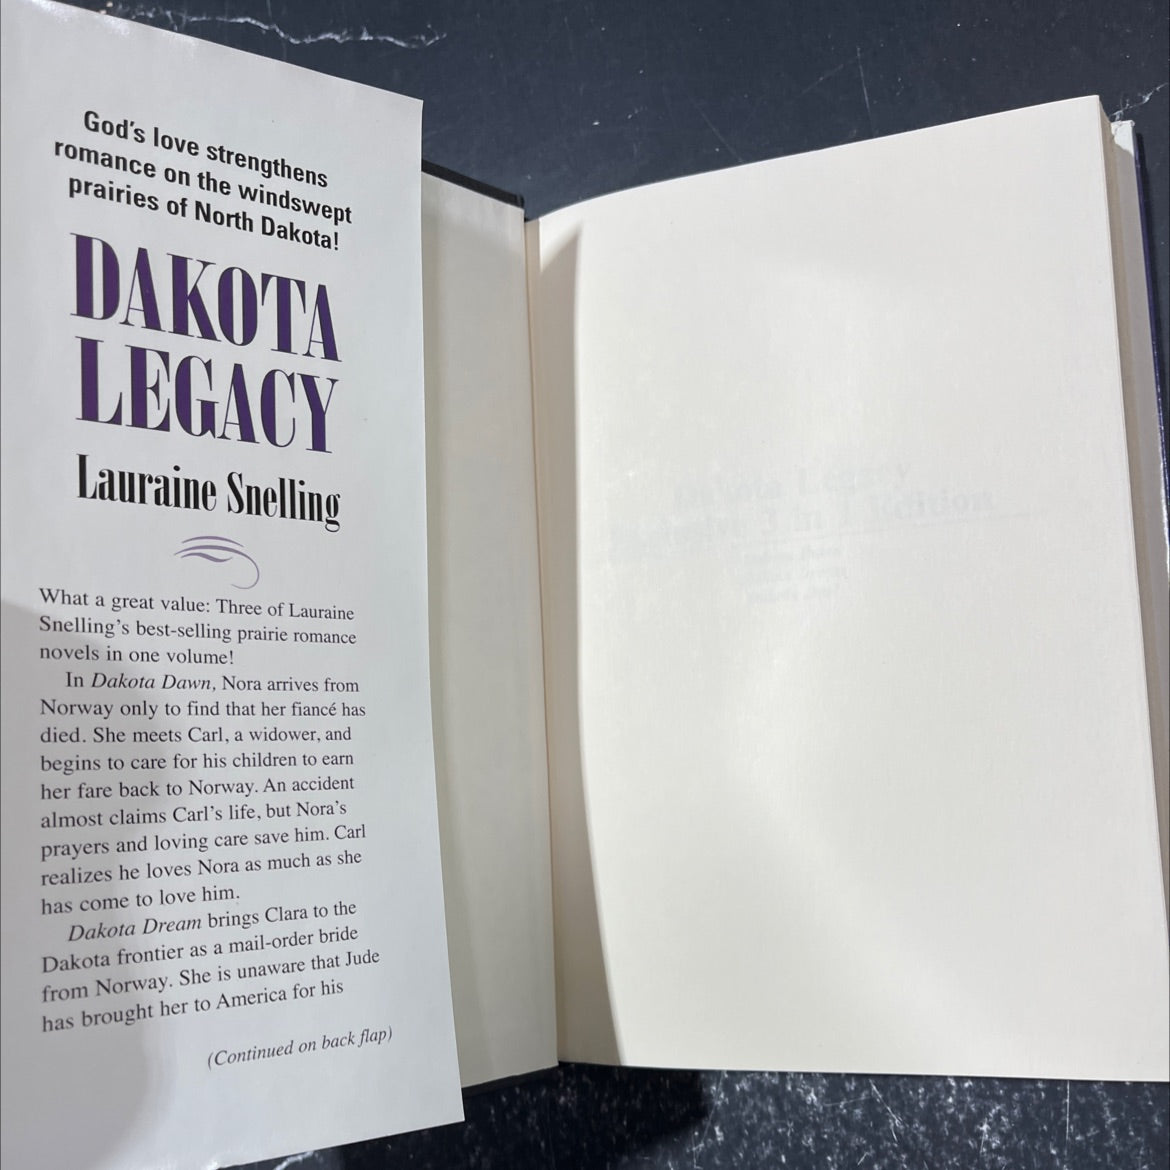 God's love strengthens
romance on the windswept
prairies of North Dakota!
DAKOTA
LEGACY
Lauraine Snelling
What a great value: Three of Lauraine
Snelling's best-selling prairie romance
novels in one volume!
In Dakota Dawn, Nora arrives from
Norway only to find that her fiancé has
died. She meets Carl, a widower, and
begins to care for his children to earn
her fare back to Norway. An accident
almost claims Carl's life, but Nora's
prayers and loving care save him. Carl
realizes he loves Nora as much as she
has come to love him.
Dakota Dream brings Clara to the
Dakota frontier as a mail-order bride
from Norway. She is unaware that Jude
has brought her to America for his
(Continued on back flap)
Dakota Legacy
3 in 1 Edition